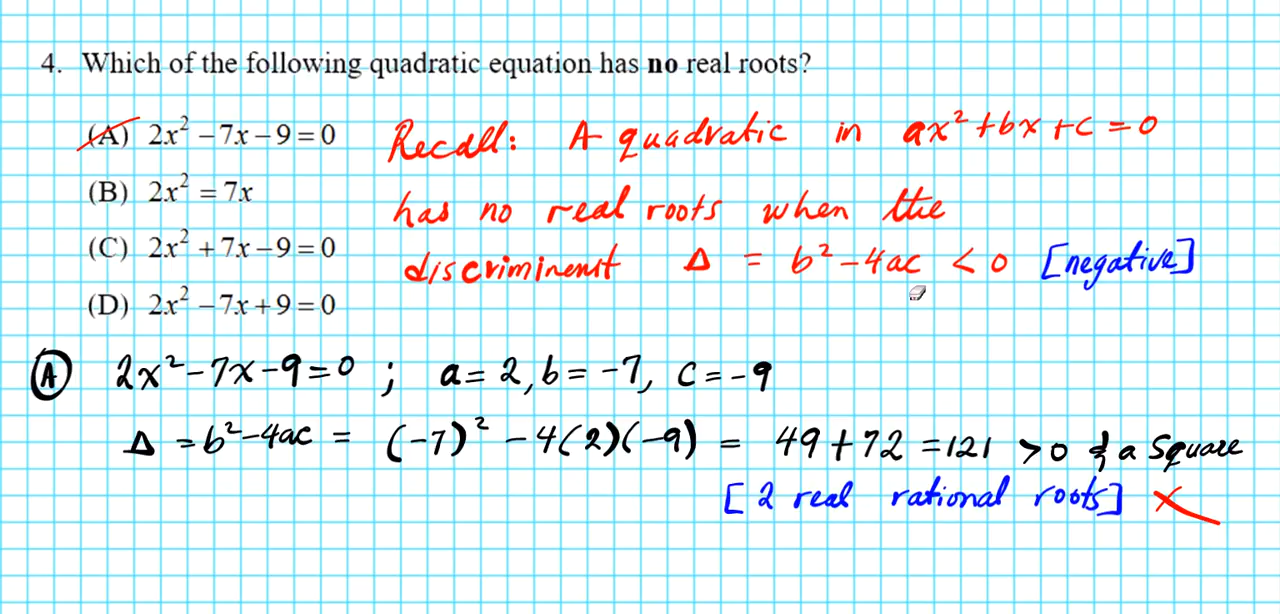 4. Which of the following quadratic equation has no real roots?
(A) 2x² − 7x − 9 = 0
(B) 2x² = 7x
(C) 2x² + 7x − 9 = 0
(D) 2x² − 7x + 9 = 0
Recall: A quadratic in ax² + bx + c = 0
has no real roots when the
discriminent Δ = b² − 4ac < 0 [negative]
(A) 2x² − 7x − 9 = 0 ; a = 2, b = −7, c = −9
Δ = b² − 4ac = (−7)² − 4(2)(−9) = 49 + 72 = 121 > 0 & a Square
[2 real rational roots] ×